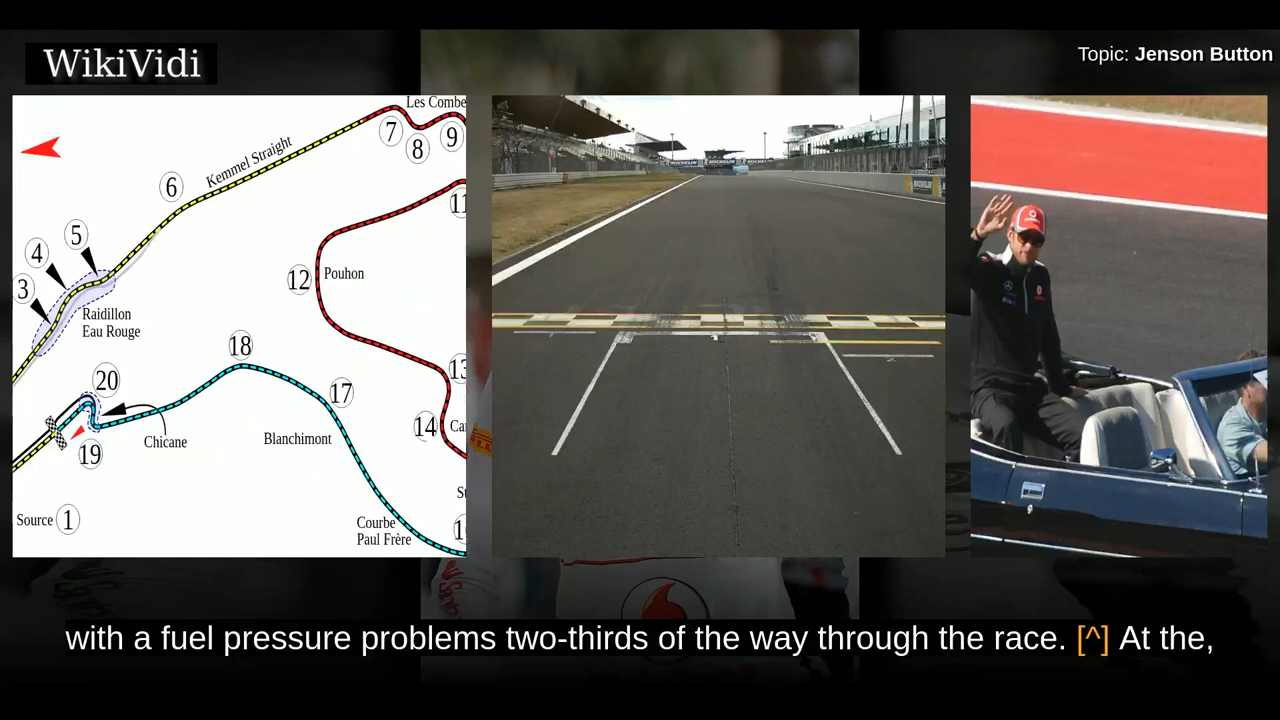 WikiVidi
Topic: Jenson Button
Les Combe
7
8
9
Kemmel Straight
6
11
5
4
3
12
Pouhon
Raidillon
Eau Rouge
18
13
20
17
14
Ca
Chicane
Blanchimont
19
Source 1
Courbe
Paul Frère
MICHELIN
with a fuel pressure problems two-thirds of the way through the race. [^] At the,